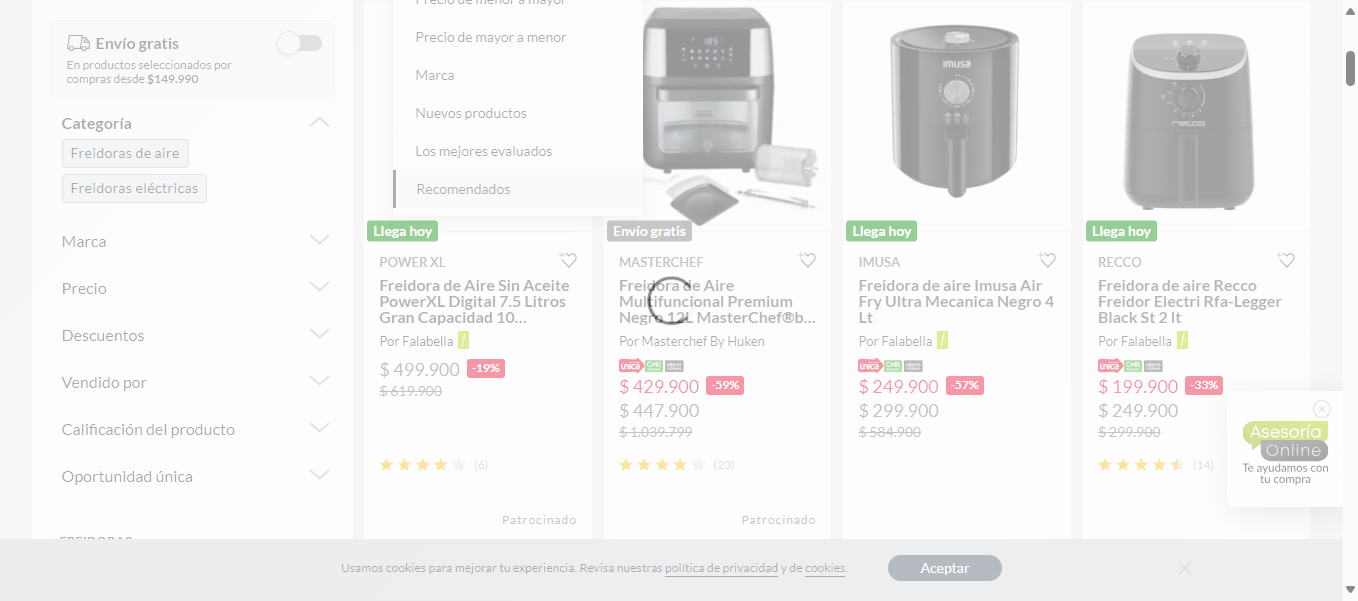 Envío gratis
En productos seleccionados por
compras desde $149.990
Categoría
Freidoras de aire
Freidoras eléctricas
Marca
Precio
Descuentos
Vendido por
Calificación del producto
Oportunidad única
Precio de menor a mayor
Precio de mayor a menor
Marca
Nuevos productos
Los mejores evaluados
Recomendados
Llega hoy
POWER XL
Freidora de Aire Sin Aceite
PowerXL Digital 7.5 Litros
Gran Capacidad 10...
Por Falabella
$ 499.900 -19%
$ 619.900
(6)
Patrocinado
Envío gratis
MASTERCHEF
Freidora de Aire
Multifuncional Premium
Negro 12L MasterChef®b...
Por Masterchef By Huken
única CMR
$ 429.900 -59%
$ 447.900
$ 1.039.799
(23)
Patrocinado
imusa
Llega hoy
IMUSA
Freidora de aire Imusa Air
Fry Ultra Mecanica Negro 4
Lt
Por Falabella
única CMR
$ 249.900 -57%
$ 299.900
$ 584.900
RECCO
Llega hoy
RECCO
Freidora de aire Recco
Freidor Electri Rfa-Legger
Black St 2 lt
Por Falabella
única CMR
$ 199.900 -33%
$ 249.900
$ 299.900
(14)
Asesoría
Online
Te ayudamos con
tu compra
Usamos cookies para mejorar tu experiencia. Revisa nuestras política de privacidad y de cookies.
Aceptar